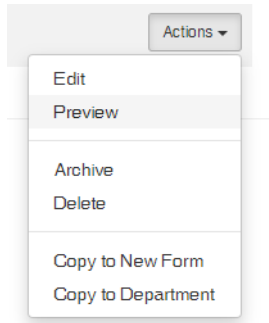 Actions
Edit
Preview
Archive
Delete
Copy to New Form
Copy to Department